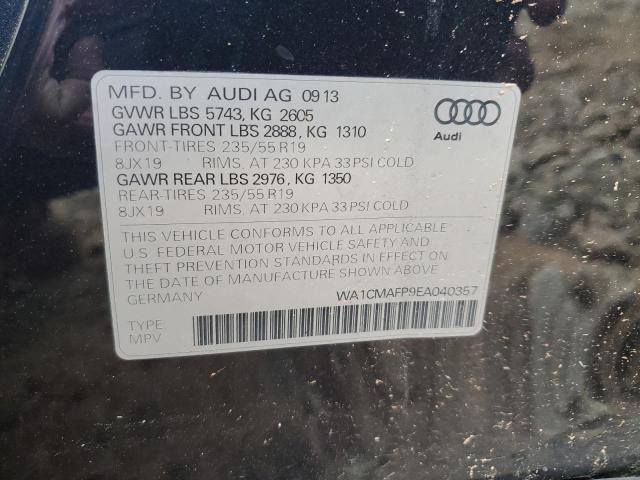 MFD. BY AUDI AG 09 13
GVWR LBS 5743, KG 2605
GAWR FRONT LBS 2888, KG 1310
FRONT-TIRES 235/55 R19
8JX19 RIMS, AT 230 KPA 33 PSI COLD
GAWR REAR LBS 2976, KG 1350
REAR-TIRES 235/55 R19
8JX19 RIMS, AT 230 KPA 33 PSI COLD
Audi
THIS VEHICLE CONFORMS TO ALL APPLICABLE
U.S. FEDERAL MOTOR VEHICLE SAFETY AND
THEFT PREVENTION STANDARDS IN EFFECT ON
THE DATE OF MANUFACTURE SHOWN ABOVE.
GERMANY WA1CMAFP9EA040357
TYPE:
MPV